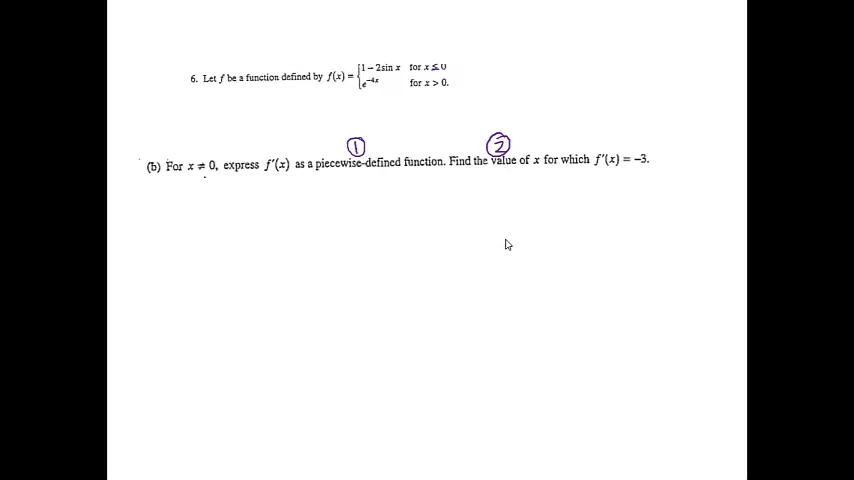 6. Let f be a function defined by f(x) = { 1 – 2sin x for x ≤ 0
e^–4x for x > 0.
1 2
(b) For x ≠ 0, express f′(x) as a piecewise-defined function. Find the value of x for which f′(x) = –3.